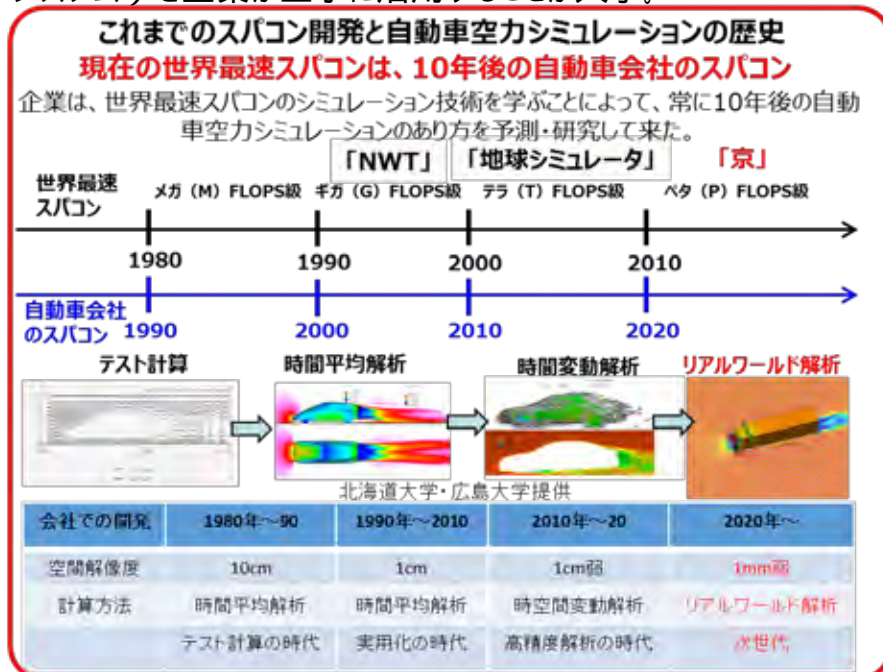 これまでのスパコン開発と自動車空力シミュレーションの歴史
現在の世界最速スパコンは、10年後の自動車会社のスパコン
企業は、世界最速スパコンのシミュレーション技術を学ぶことによって、常に10年後の自動
車空力シミュレーションのあり方を予測・研究して来た。
「NWT」 「地球シミュレータ」 「京」
世界最速
スパコン
メガ（M）FLOPS級 ギガ（G）FLOPS級 テラ（T）FLOPS級 ペタ（P）FLOPS級
1980 1990 2000 2010
自動車会社
のスパコン 1990 2000 2010 2020
テスト計算 時間平均解析 時間変動解析 リアルワールド解析
北海道大学・広島大学提供
会社での開発 1980年～90 1990年～2010 2010年～20 2020年～
空間解像度 10cm 1cm 1cm弱 1mm弱
計算方法 時間平均解析 時間平均解析 時空間変動解析 リアルワールド解析
テスト計算の時代 実用化の時代 高精度解析の時代 次世代